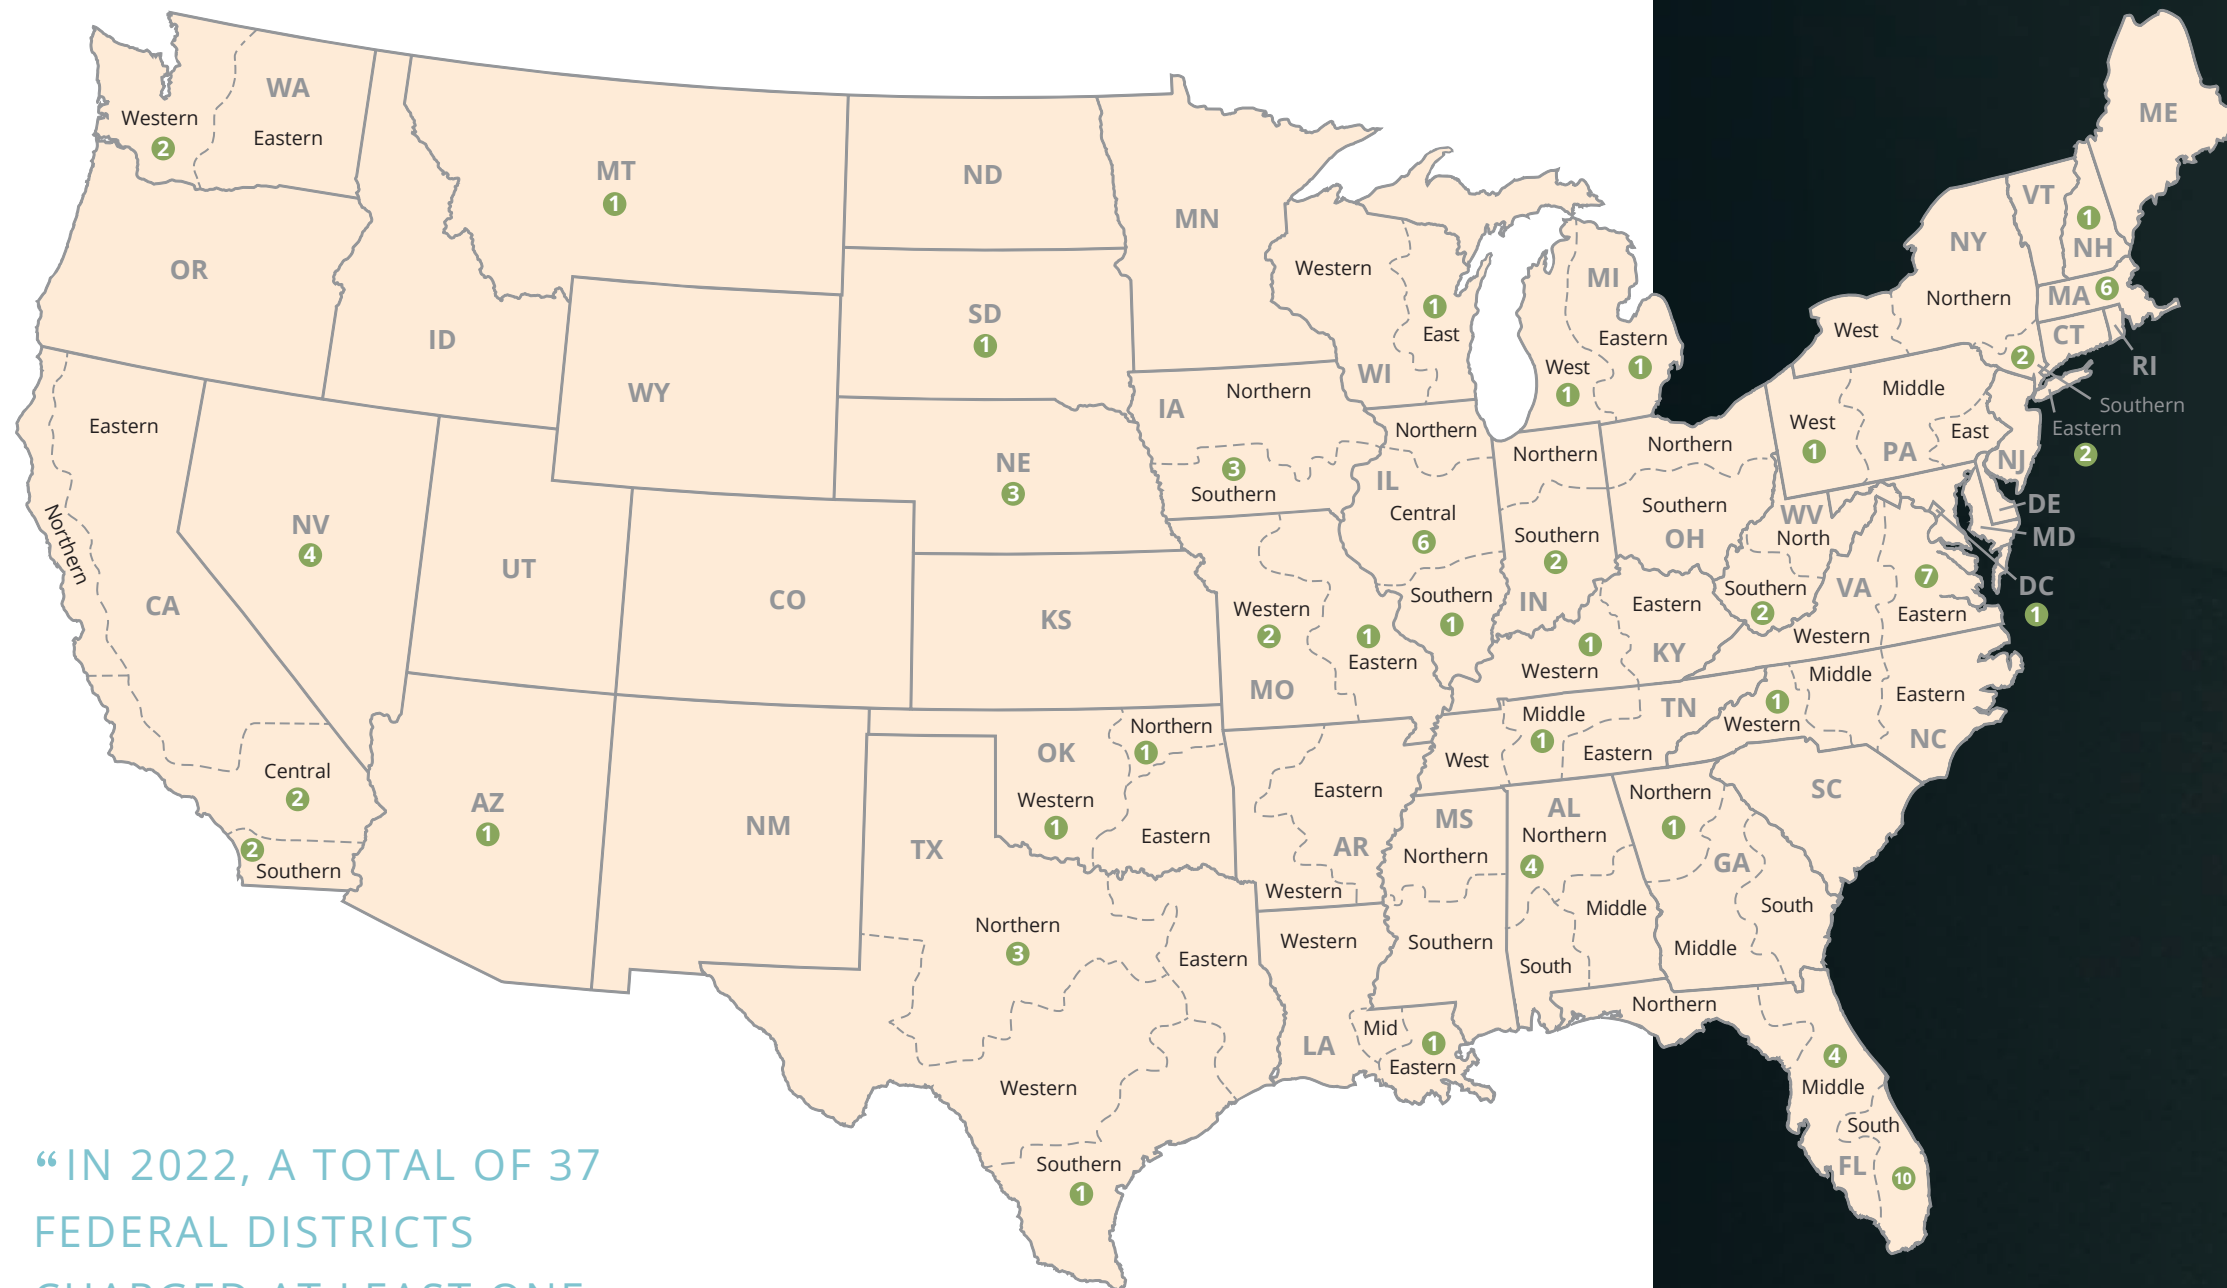 WA
Western
2
Eastern
OR
ID
MT
1
ND
MN
SD
1
WY
NE
3
Eastern
Northern
CA
NV
4
UT
CO
KS
Central
2
2
Southern
AZ
1
NM
OK
Northern
1
Western
1
Eastern
TX
Northern
3
Eastern
Western
Southern
1
Western
1
East
WI
MI
Eastern
1
West
1
IA
Northern
3
Southern
Northern
IL
Central
6
Southern
1
Northern
Southern
2
IN
Northern
Southern
OH
Western
2
1
Eastern
MO
Eastern
KY
1
Western
Eastern
AR
Western
West
Middle
1
TN
Eastern
MS
Northern
Southern
AL
Northern
4
Middle
South
Northern
1
GA
South
Middle
SC
Western
LA
Mid
1
Eastern
Northern
4
Middle
South
FL
10
ME
VT
1
NH
NY
Northern
West
MA 6
CT
RI
2
Southern
Eastern
2
Middle
West
1
East
PA
NJ
DE
MD
DC
1
WV
North
Southern
2
VA
7
Eastern
Western
Middle
1
Western
Eastern
NC
“IN 2022, A TOTAL OF 37
FEDERAL DISTRICTS
CHARGED AT LEAST ONE